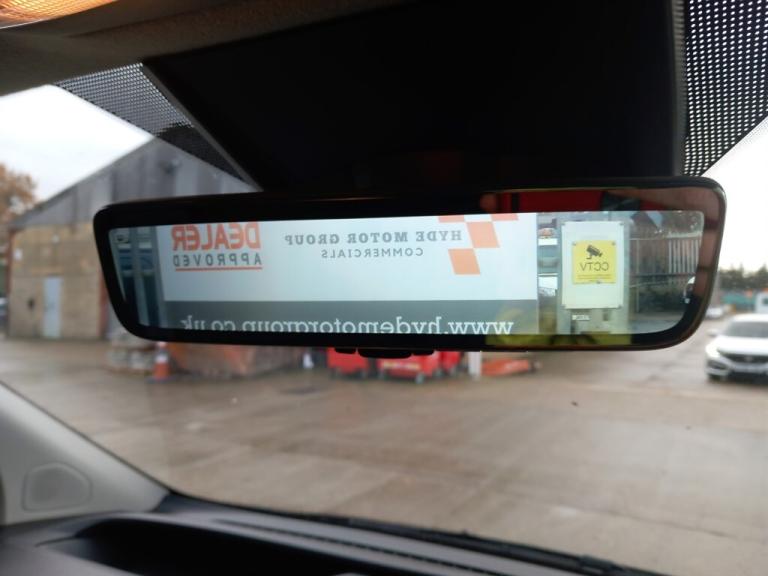 DEALER
APPROVED
HYDE MOTOR GROUP
COMMERCIALS
www.hydemotorgroup.co.uk
CCTV